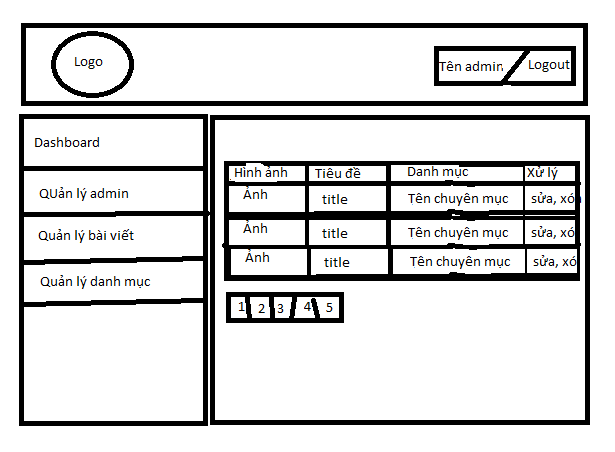 Logo
Tên admin
Logout
Dashboard
QUản lý admin
Quản lý bài viết
Quản lý danh mục
Hình ảnh Tiêu đề Danh mục Xử lý
Ảnh title Tên chuyên mục sửa, xó
Ảnh title Tên chuyên mục sửa, xó
Ảnh title Tên chuyên mục sửa, xó
1 2 3 4 5